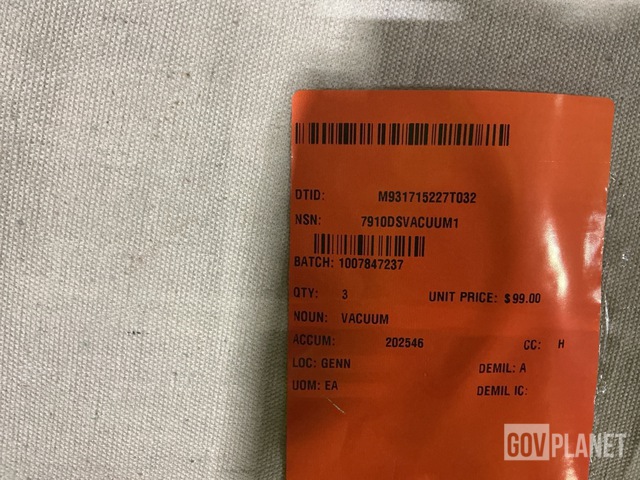 DTID: M931715227T032
NSN: 7910DSVACUUM1
BATCH: 1007847237
QTY: 3 UNIT PRICE: $99.00
NOUN: VACUUM
ACCUM: 202546 CC: H
LOC: GENN DEMIL: A
UOM: EA DEMIL IC:
GOVPLANET